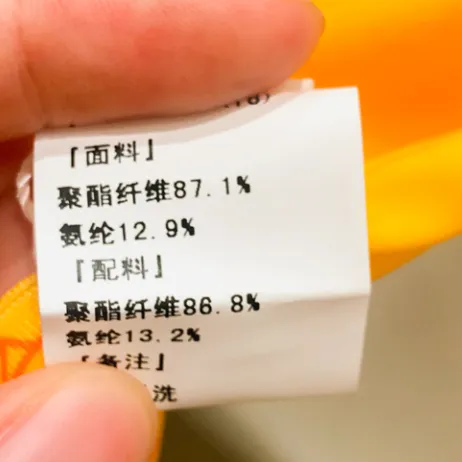 「面料」
聚酯纤维87.1%
氨纶12.9%
『配料』
聚酯纤维86.8%
氨纶13.2%
『备注』
洗